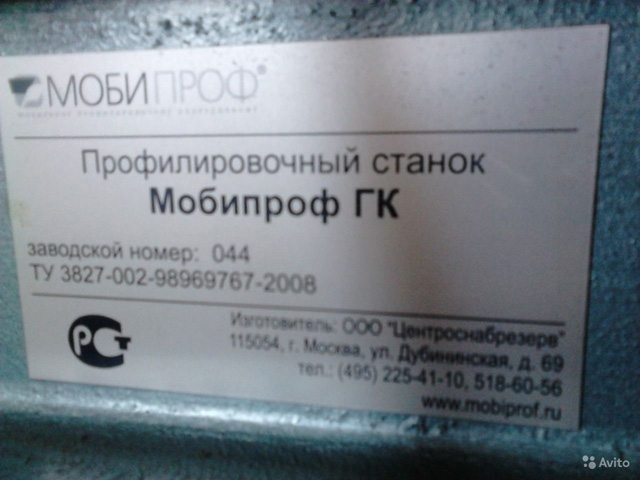 МОБИПРОФ®
Профилировочный станок
Мобипроф ГК
заводской номер: 044
ТУ 3827-002-98969767-2008
РСТ
Изготовитель: ООО "Центроснабрезерв"
115054, г. Москва, ул. Дубининская, д. 69
тел.: (495) 225-41-10, 518-60-56
www.mobiprof.ru
Avito